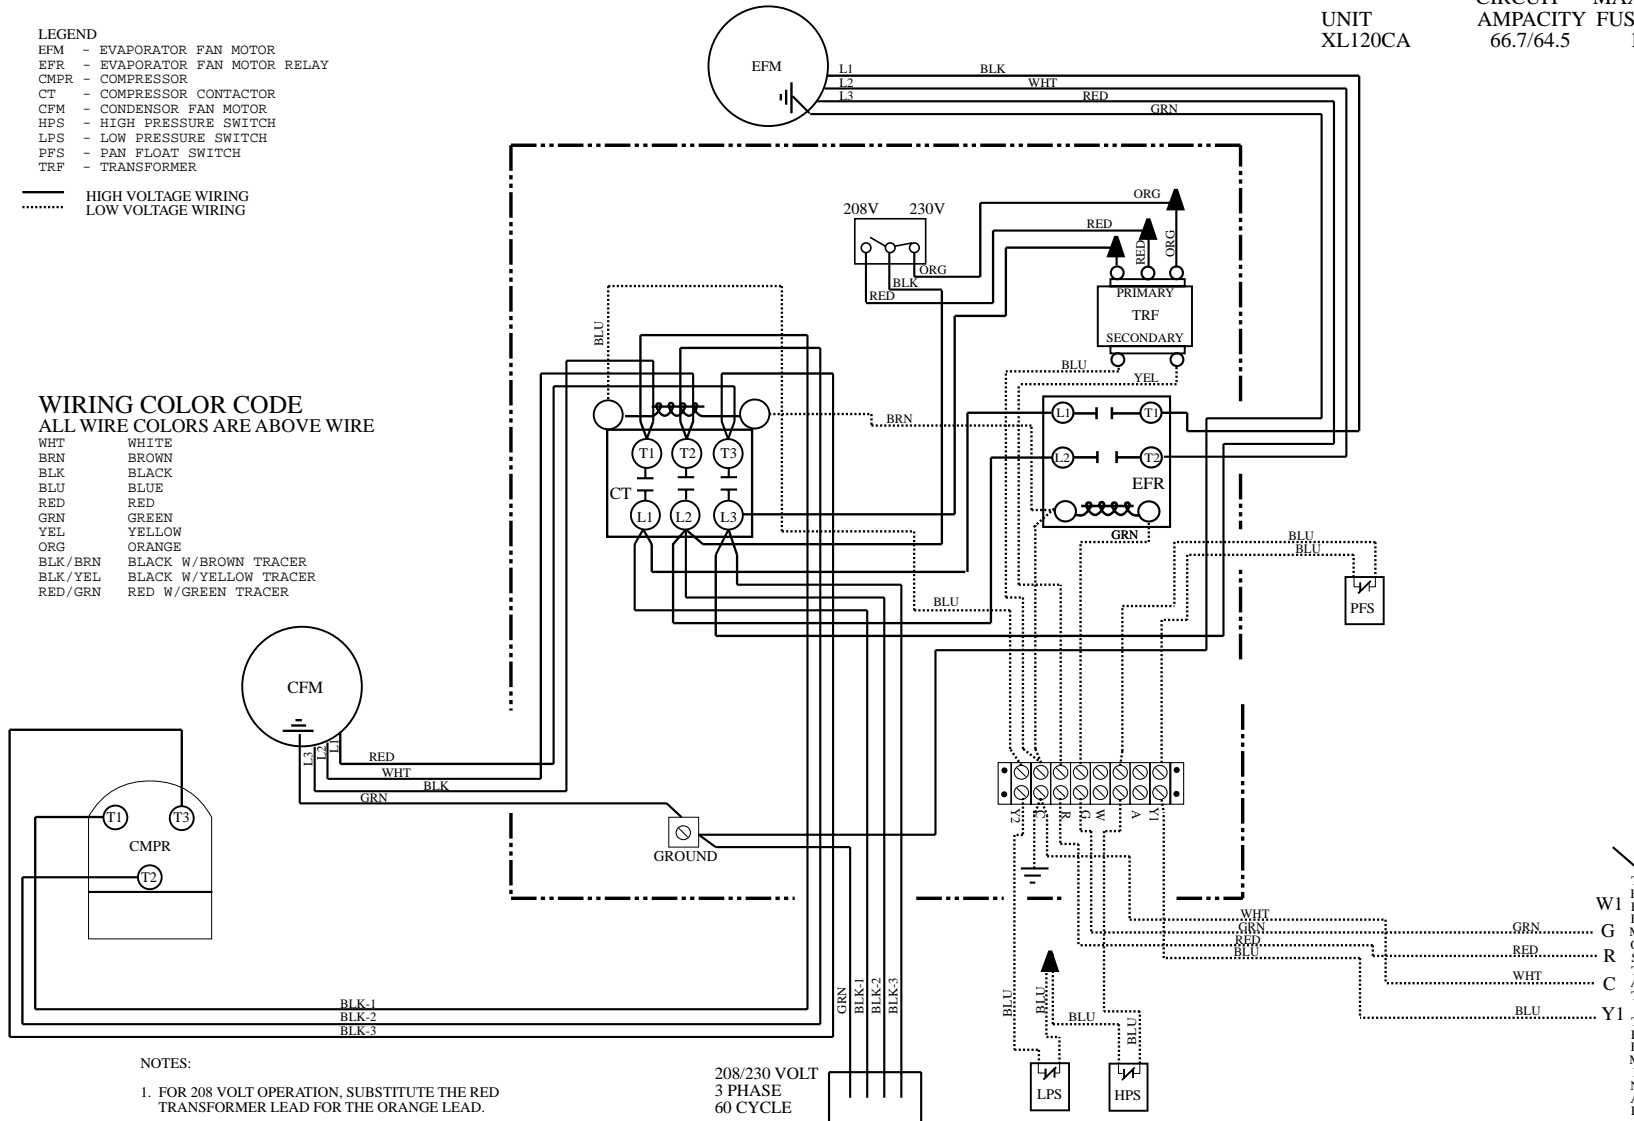 CIRCUIT
UNIT AMPACITY
XL120CA 66.7/64.5
LEGEND
EFM - EVAPORATOR FAN MOTOR
EFR - EVAPORATOR FAN MOTOR RELAY
CMPR - COMPRESSOR
CT - COMPRESSOR CONTACTOR
CFM - CONDENSOR FAN MOTOR
HPS - HIGH PRESSURE SWITCH
LPS - LOW PRESSURE SWITCH
PFS - PAN FLOAT SWITCH
TRF - TRANSFORMER
HIGH VOLTAGE WIRING
LOW VOLTAGE WIRING
EFM
L1 BLK
L2 WHT
L3 RED
GRN
208V 230V
ORG
RED
RED
ORG
ORG
BLK
RED
PRIMARY
TRF
SECONDARY
BLU
BLU
YEL
WIRING COLOR CODE
ALL WIRE COLORS ARE ABOVE WIRE
WHT WHITE
BRN BROWN
BLK BLACK
BLU BLUE
RED RED
GRN GREEN
YEL YELLOW
ORG ORANGE
BLK/BRN BLACK W/BROWN TRACER
BLK/YEL BLACK W/YELLOW TRACER
RED/GRN RED W/GREEN TRACER
BRN
T1 T2 T3
CT
L1 L2 L3
L1 T1
L2 T2
EFR
GRN
BLU
BLU
PFS
BLU
CFM
L3 L2 L1
RED
WHT
BLK
GRN
T1 T3
CMPR
T2
GROUND
Y2 C R G W A Y1
WHT
GRN
RED
BLU
W1
GRN G
RED R
WHT C
BLU Y1
BLK-1
BLK-2
BLK-3
GRN
BLK-1
BLK-2
BLK-3
BLU
BLU
BLU
BLU
LPS
HPS
NOTES:
1. FOR 208 VOLT OPERATION, SUBSTITUTE THE RED
TRANSFORMER LEAD FOR THE ORANGE LEAD.
208/230 VOLT
3 PHASE
60 CYCLE